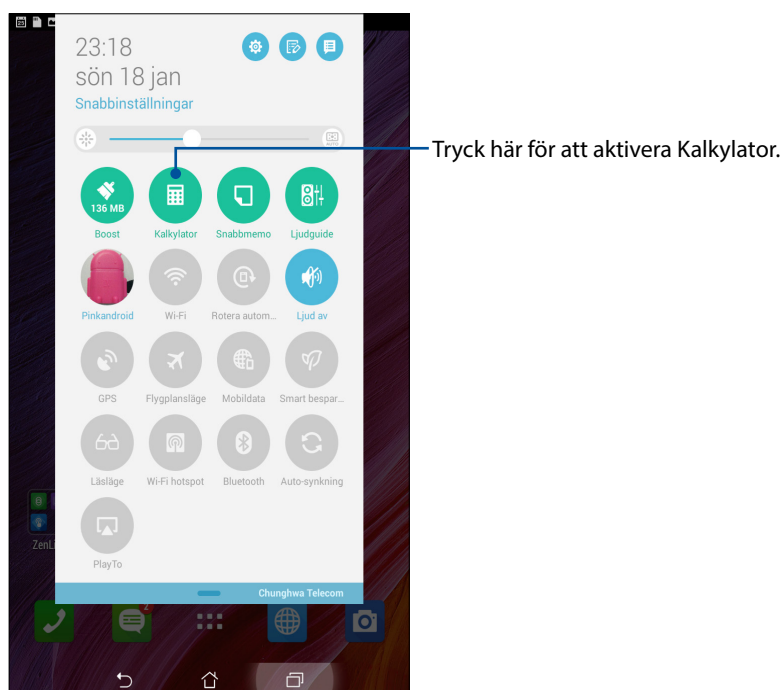 23:18
sön 18 jan
Snabbinställningar
AUTO
Tryck här för att aktivera Kalkylator.
136 MB
Boost Kalkylator Snabbmemo Ljudguide
Pinkandroid Wi-Fi Rotera autom... Ljud av
GPS Flygplansläge Mobildata Smart bespar...
Läsläge Wi-Fi hotspot Bluetooth Auto-synkning
PlayTo
ZenLi
Chunghwa Telecom
2